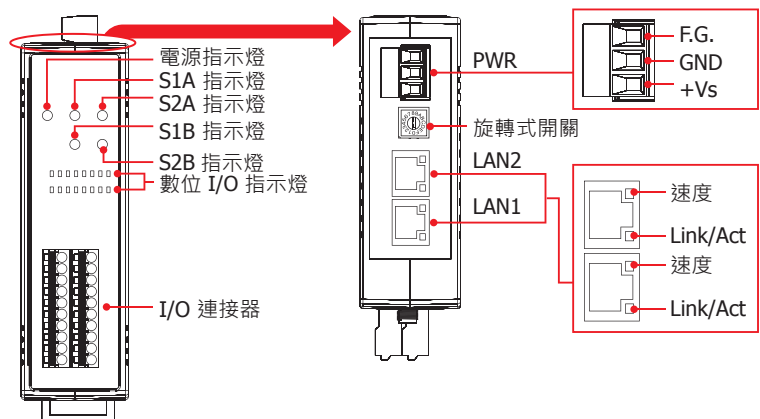 電源指示燈
S1A 指示燈
S2A 指示燈
S1B 指示燈
S2B 指示燈
數位 I/O 指示燈
I/O 連接器
PWR
旋轉式開關
LAN2
LAN1
F.G.
GND
+Vs
速度
Link/Act
速度
Link/Act